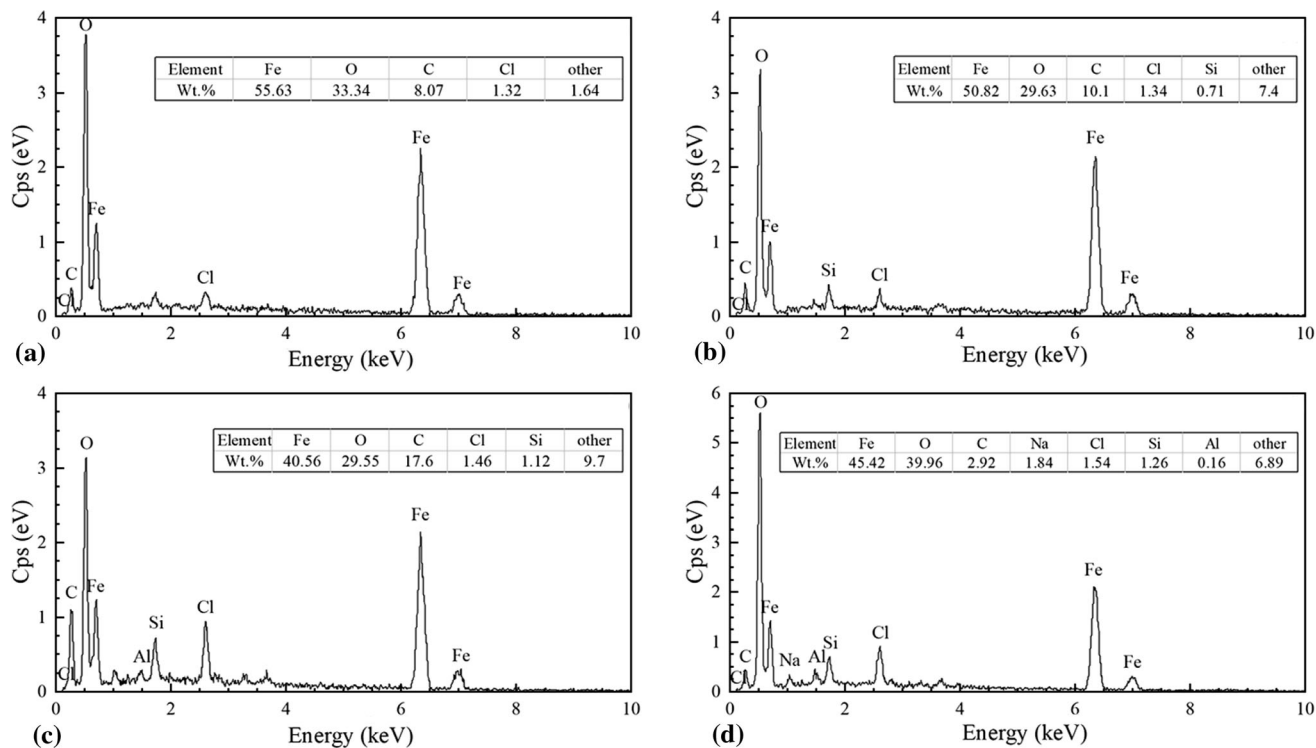 4
O
Element Fe O C Cl other
Wt.% 55.63 33.34 8.07 1.32 1.64
3
Cps (eV)
Fe
2
Fe
1
C
Cl
Fe
C
0
0 2 4 6 8 10
(a)
Energy (keV)
4
O
Element Fe O C Cl Si other
Wt.% 50.82 29.63 10.1 1.34 0.71 7.4
3
Cps (eV)
Fe
2
Fe
1
C
Si
Cl
Fe
C
0
0 2 4 6 8 10
(b)
Energy (keV)
4
O
Element Fe O C Cl Si other
Wt.% 40.56 29.55 17.6 1.46 1.12 9.7
3
Cps (eV)
Fe
2
C
Fe
1
Cl
Si
Al
Fe
C
0
0 2 4 6 8 10
(c)
Energy (keV)
6
O
Element Fe O C Na Cl Si Al other
Wt.% 45.42 39.96 2.92 1.84 1.54 1.26 0.16 6.89
5
4
Cps (eV)
3
Fe
2
Fe
1
C
Na
Al
Si
Cl
Fe
C
0
0 2 4 6 8 10
(d)
Energy (keV)